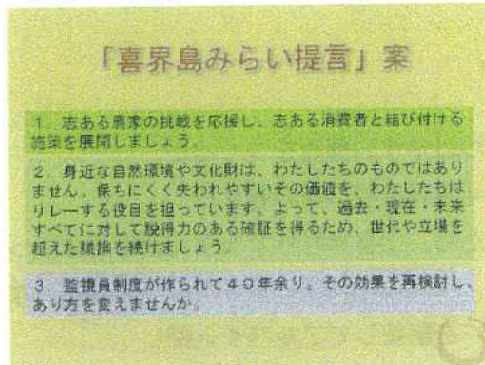 「喜界島みらい提言」案
1 志ある農家の挑戦を応援し、志ある消費者と結び付ける
施策を展開しましょう。
2 身近な自然環境や文化財は、わたしたちのものではあり
ません。保ちにくく失われやすいその価値を、わたしたちは
リレーする役目を担っています。よって、過去・現在・未来
すべてに対して説得力のある確証を得るため、世代や立場を
超えた議論を続けましょう。
3 監視員制度が作られて40年余り。その効果を再検討し、
あり方を変えませんか。